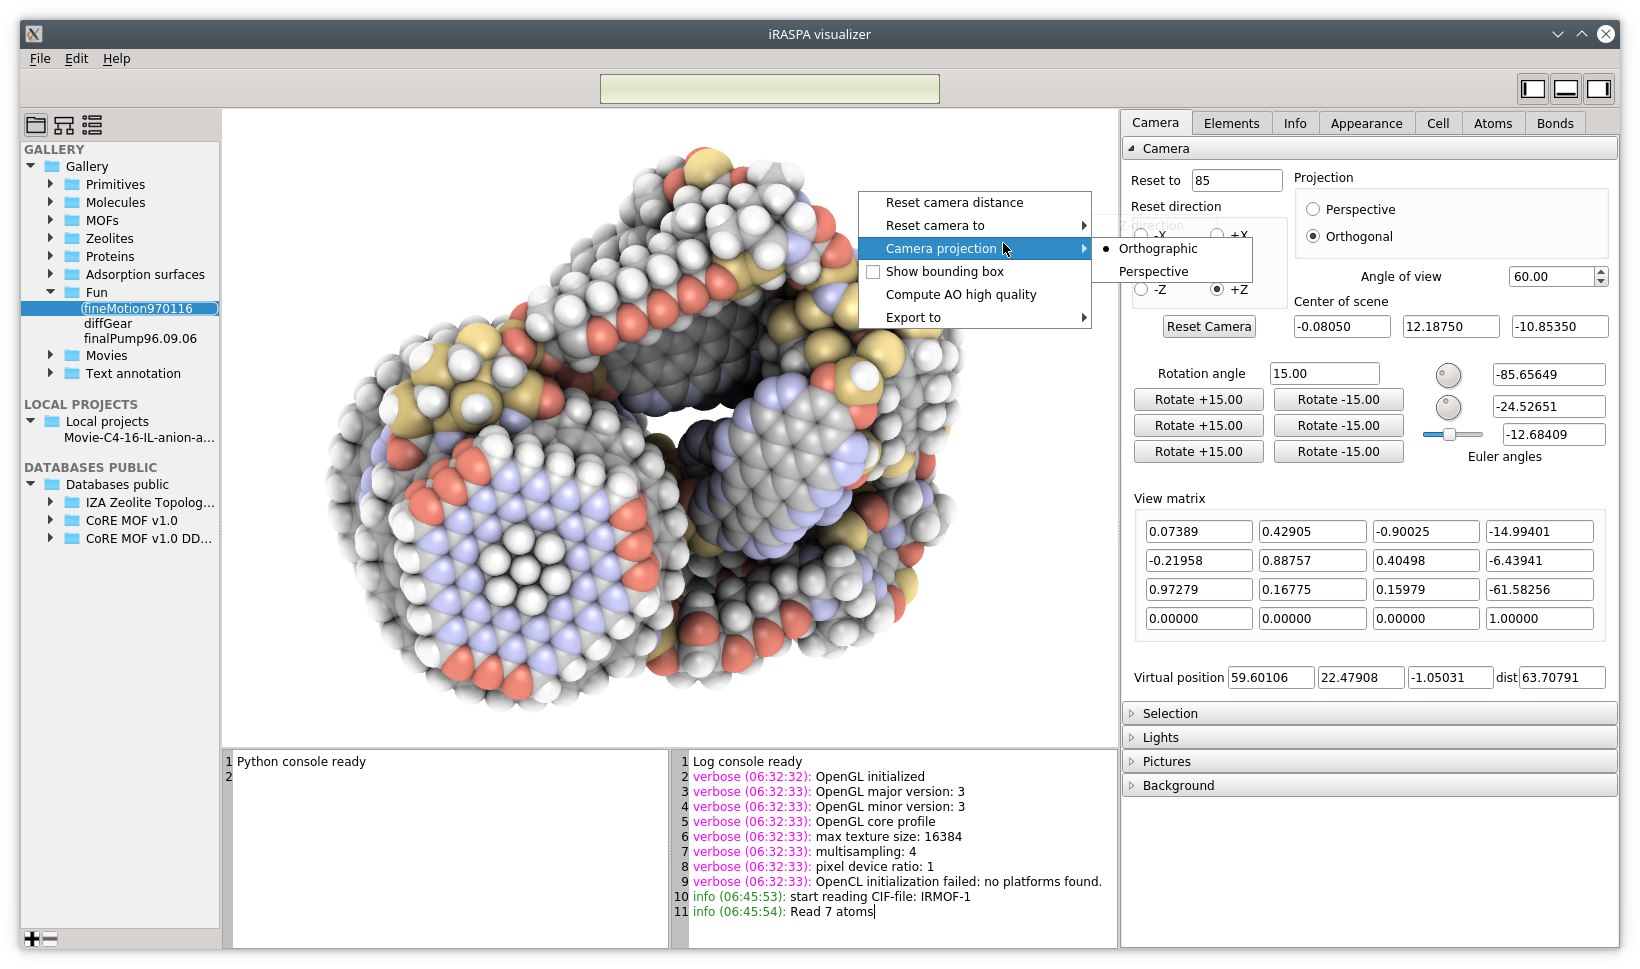 iRASPA visualizer
File Edit Help
GALLERY
Gallery
Primitives
Molecules
MOFs
Zeolites
Proteins
Adsorption surfaces
Fun
fineMotion970116
diffGear
finalPump96.09.06
Movies
Text annotation
LOCAL PROJECTS
Local projects
Movie-C4-16-IL-anion-a...
DATABASES PUBLIC
Databases public
IZA Zeolite Topolog...
CoRE MOF v1.0
CoRE MOF v1.0 DD...
Reset camera distance
Reset camera to
Camera projection
Show bounding box
Compute AO high quality
Export to
Orthographic
Perspective
Camera Elements Info Appearance Cell Atoms Bonds
Camera
Reset to 85
Projection
Reset direction
Perspective
Z-direction
-X +X
Orthogonal
Angle of view 60.00
-Z +Z
Center of scene
Reset Camera -0.08050 12.18750 -10.85350
Rotation angle 15.00 -85.65649
Rotate +15.00 Rotate -15.00 -24.52651
Rotate +15.00 Rotate -15.00 -12.68409
Rotate +15.00 Rotate -15.00 Euler angles
View matrix
0.07389 0.42905 -0.90025 -14.99401
-0.21958 0.88757 0.40498 -6.43941
0.97279 0.16775 0.15979 -61.58256
0.00000 0.00000 0.00000 1.00000
Virtual position 59.60106 22.47908 -1.05031 dist 63.70791
Selection
Lights
Pictures
Background
1 Python console ready
2
1 Log console ready
2 verbose (06:32:32): OpenGL initialized
3 verbose (06:32:33): OpenGL major version: 3
4 verbose (06:32:33): OpenGL minor version: 3
5 verbose (06:32:33): OpenGL core profile
6 verbose (06:32:33): max texture size: 16384
7 verbose (06:32:33): multisampling: 4
8 verbose (06:32:33): pixel device ratio: 1
9 verbose (06:32:33): OpenCL initialization failed: no platforms found.
10 info (06:45:53): start reading CIF-file: IRMOF-1
11 info (06:45:54): Read 7 atoms